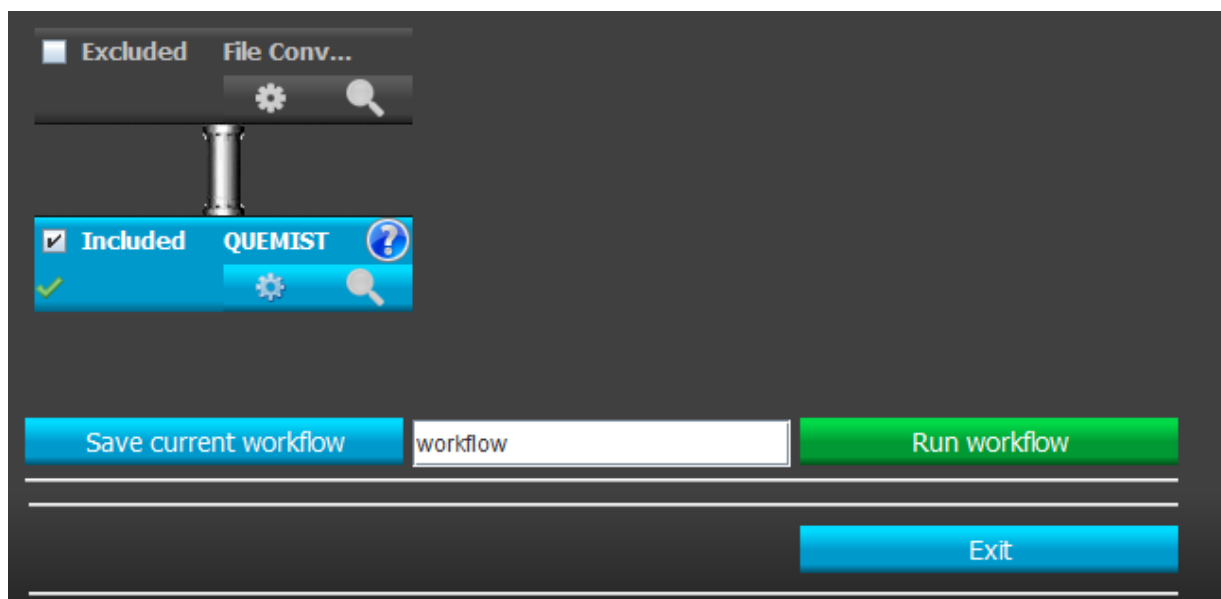 Excluded File Conv...
Included QUEMIST ?
Save current workflow workflow Run workflow
Exit